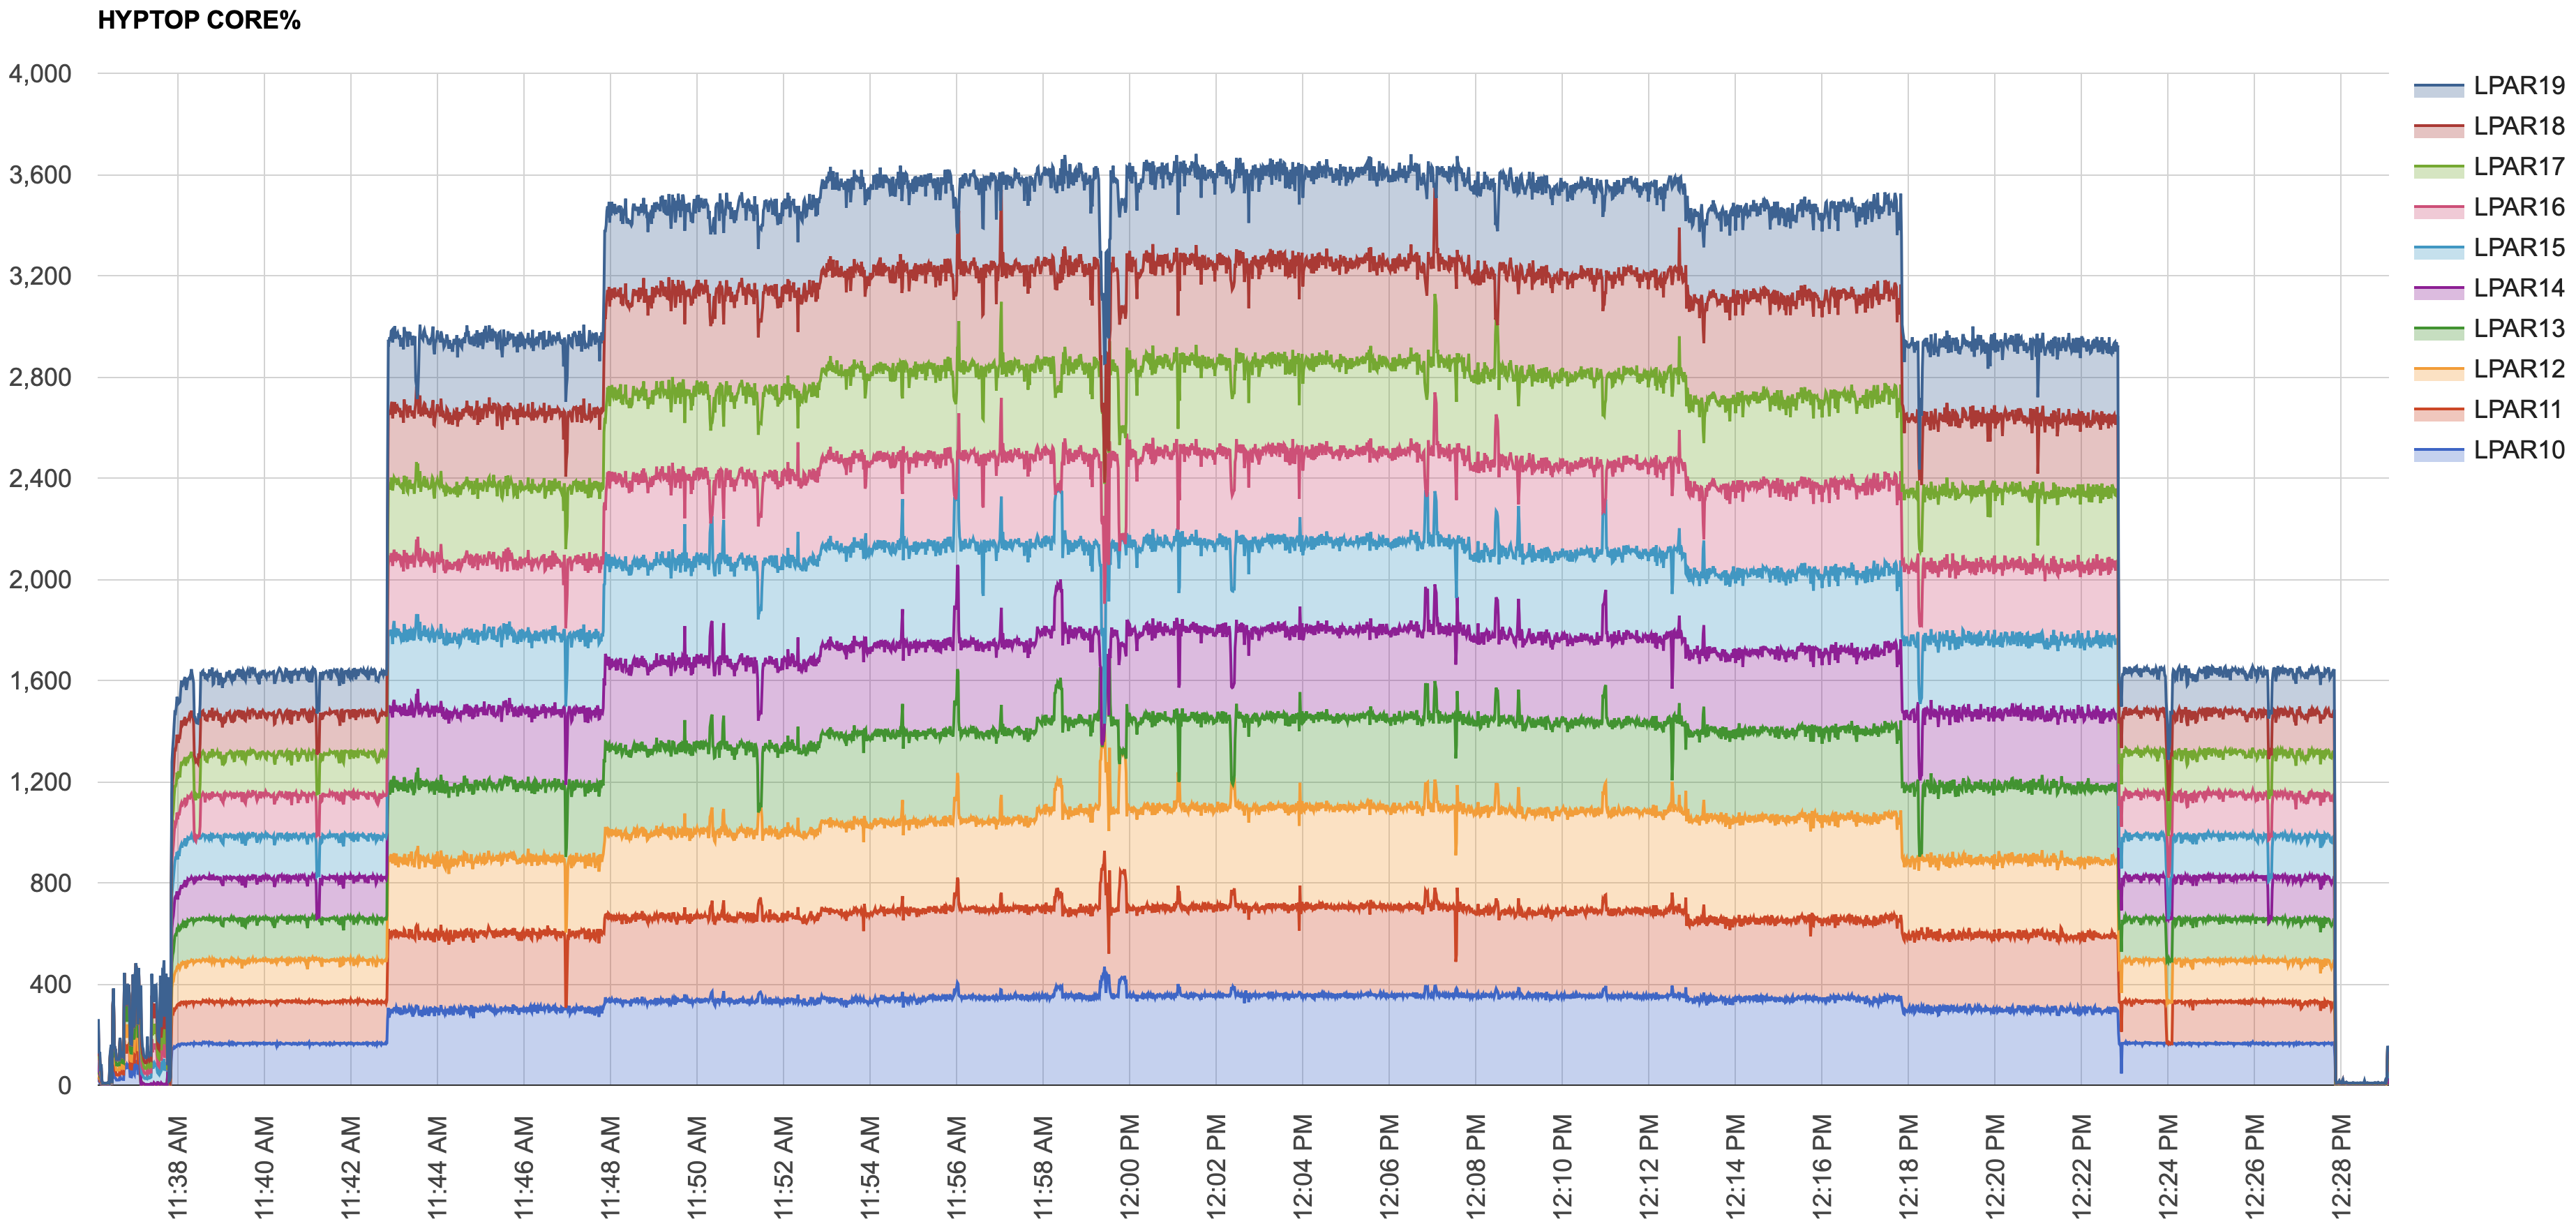 HYPTOP CORE%
4,000
3,600
3,200
2,800
2,400
2,000
1,600
1,200
800
400
0
11:38 AM
11:40 AM
11:42 AM
11:44 AM
11:46 AM
11:48 AM
11:50 AM
11:52 AM
11:54 AM
11:56 AM
11:58 AM
12:00 PM
12:02 PM
12:04 PM
12:06 PM
12:08 PM
12:10 PM
12:12 PM
12:14 PM
12:16 PM
12:18 PM
12:20 PM
12:22 PM
12:24 PM
12:26 PM
12:28 PM
LPAR19
LPAR18
LPAR17
LPAR16
LPAR15
LPAR14
LPAR13
LPAR12
LPAR11
LPAR10